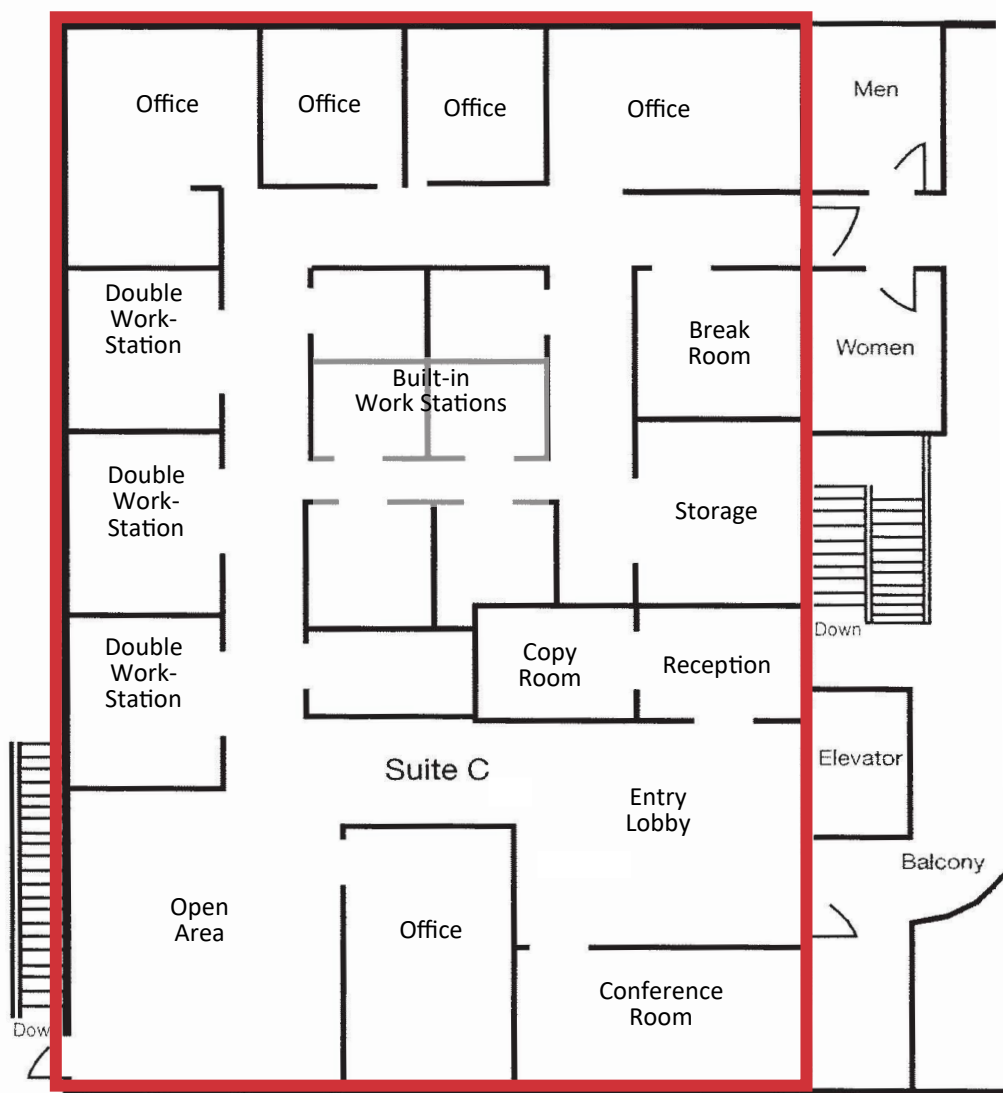 Office
Office
Office
Office
Men
Double
Work-
Station
Break
Room
Women
Built-in
Work Stations
Double
Work-
Station
Storage
Down
Double
Work-
Station
Copy
Room
Reception
Suite C
Elevator
Entry
Lobby
Balcony
Open
Area
Office
Conference
Room
Dow